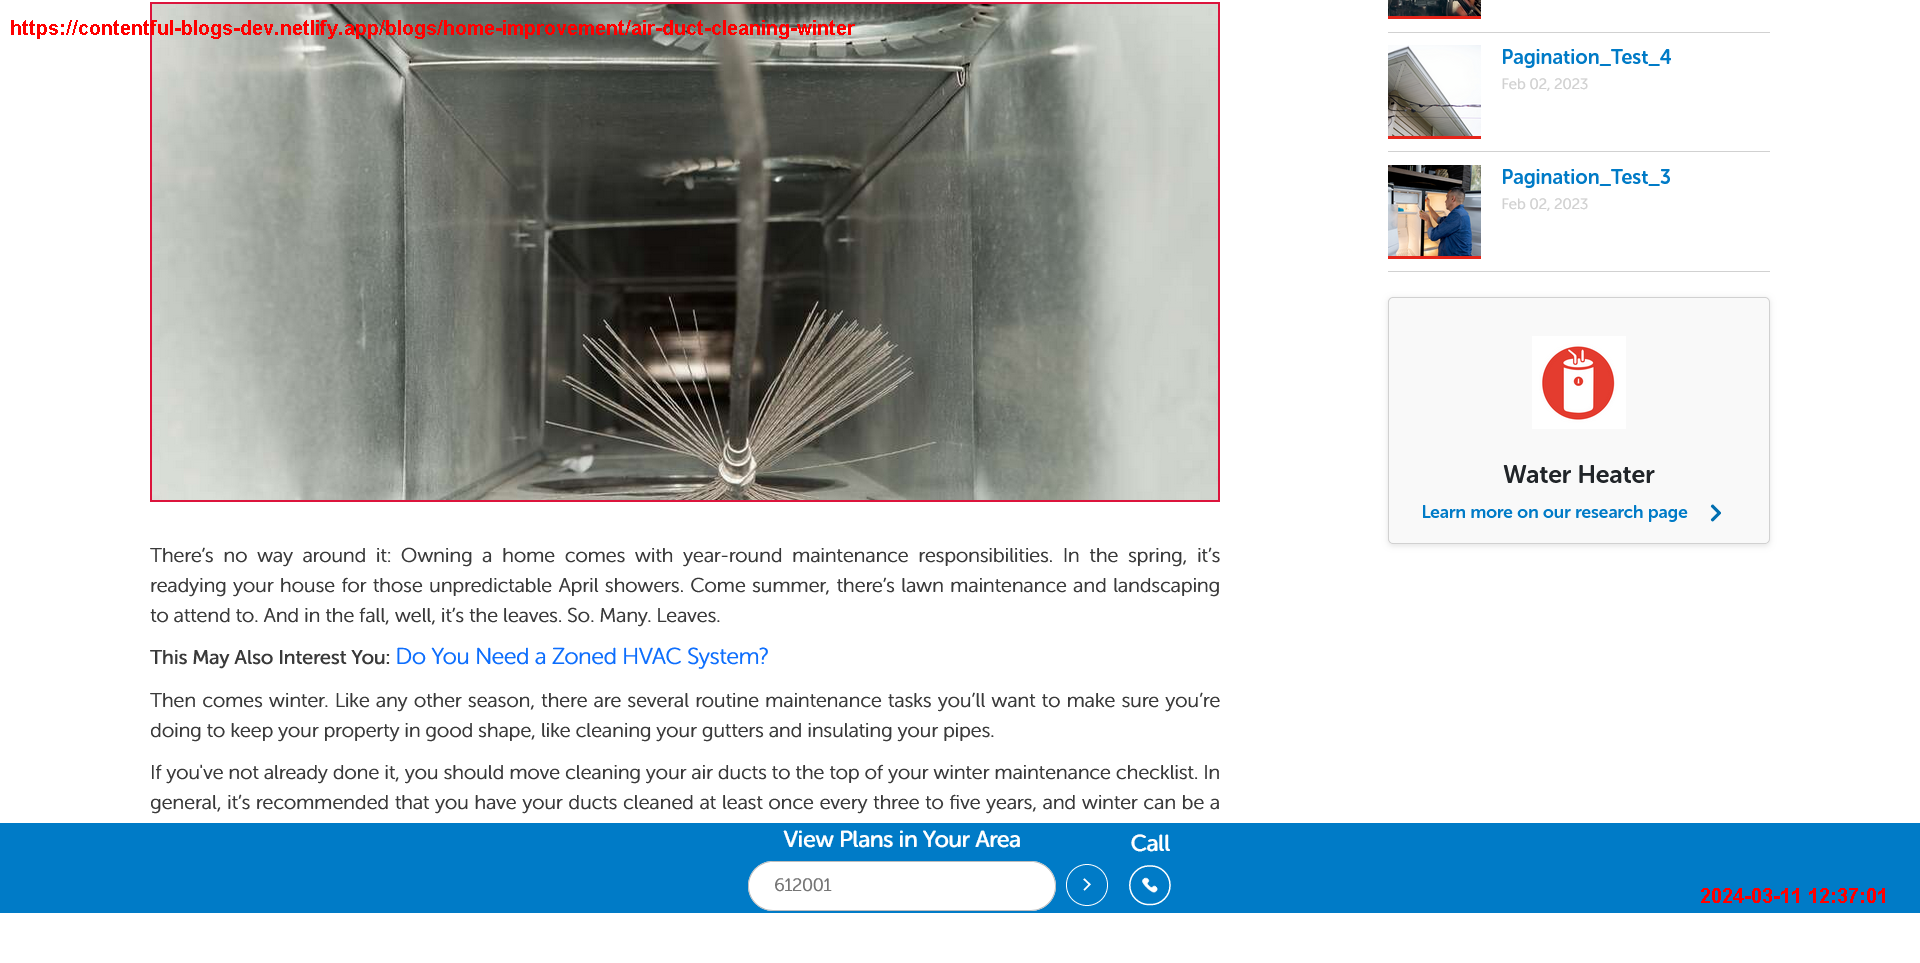 https://contentful-blogs-dev.netlify.app/blogs/home-improvement/air-duct-cleaning-winter
Pagination_Test_4
Feb 02, 2023
Pagination_Test_3
Feb 02, 2023
Water Heater
Learn more on our research page
There’s no way around it: Owning a home comes with year-round maintenance responsibilities. In the spring, it’s
readying your house for those unpredictable April showers. Come summer, there’s lawn maintenance and landscaping
to attend to. And in the fall, well, it’s the leaves. So. Many. Leaves.
This May Also Interest You: Do You Need a Zoned HVAC System?
Then comes winter. Like any other season, there are several routine maintenance tasks you’ll want to make sure you’re
doing to keep your property in good shape, like cleaning your gutters and insulating your pipes.
If you've not already done it, you should move cleaning your air ducts to the top of your winter maintenance checklist. In
general, it’s recommended that you have your ducts cleaned at least once every three to five years, and winter can be a
View Plans in Your Area
Call
612001
2024-03-11 12:37:01